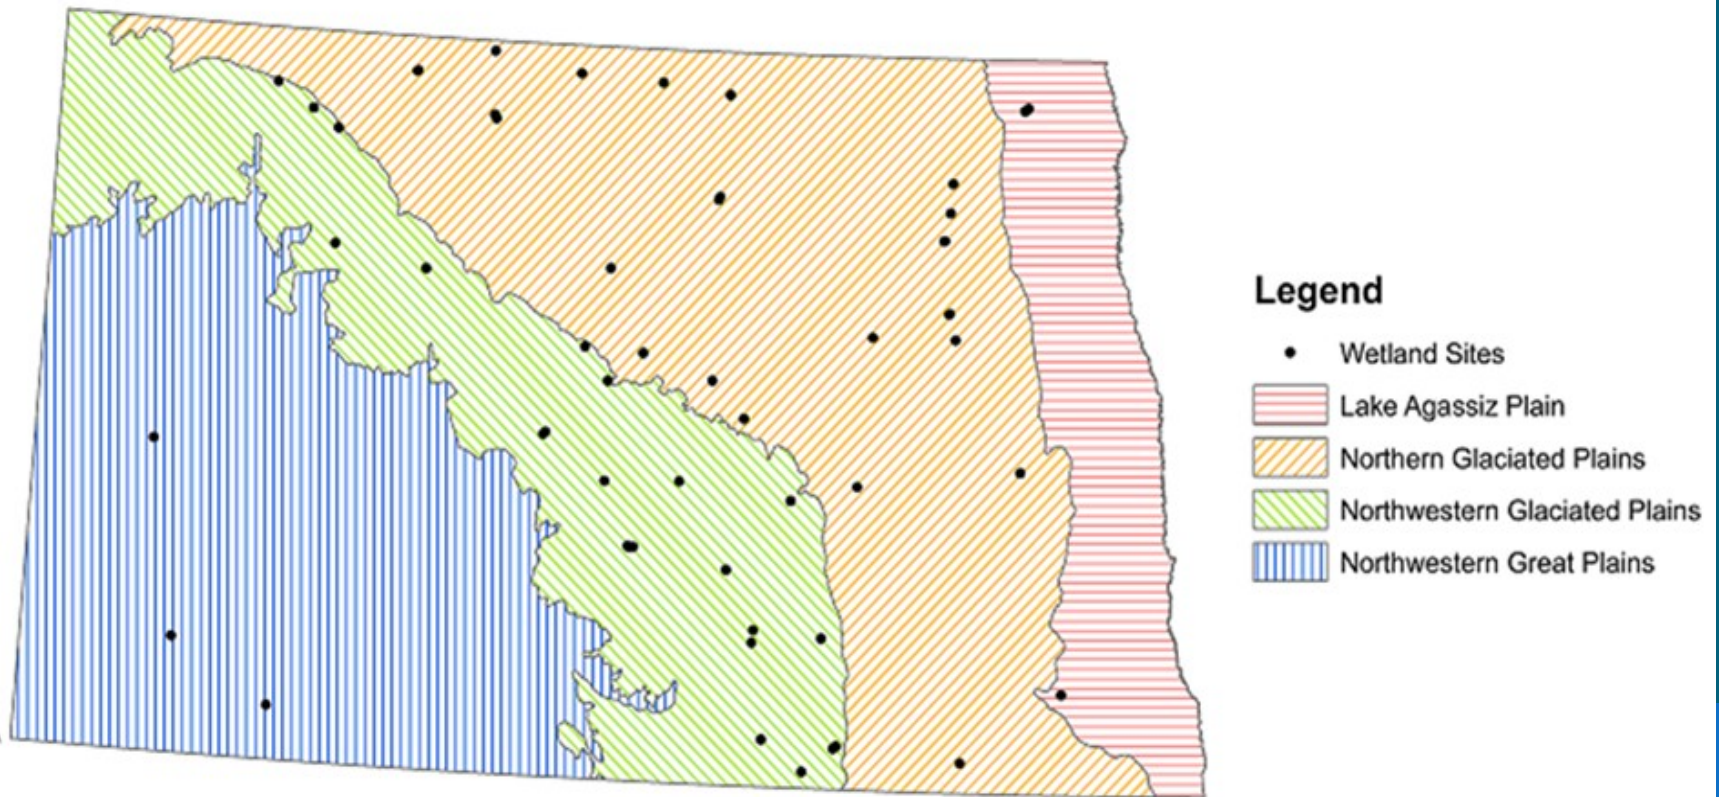 Legend
Wetland Sites
Lake Agassiz Plain
Northern Glaciated Plains
Northwestern Glaciated Plains
Northwestern Great Plains